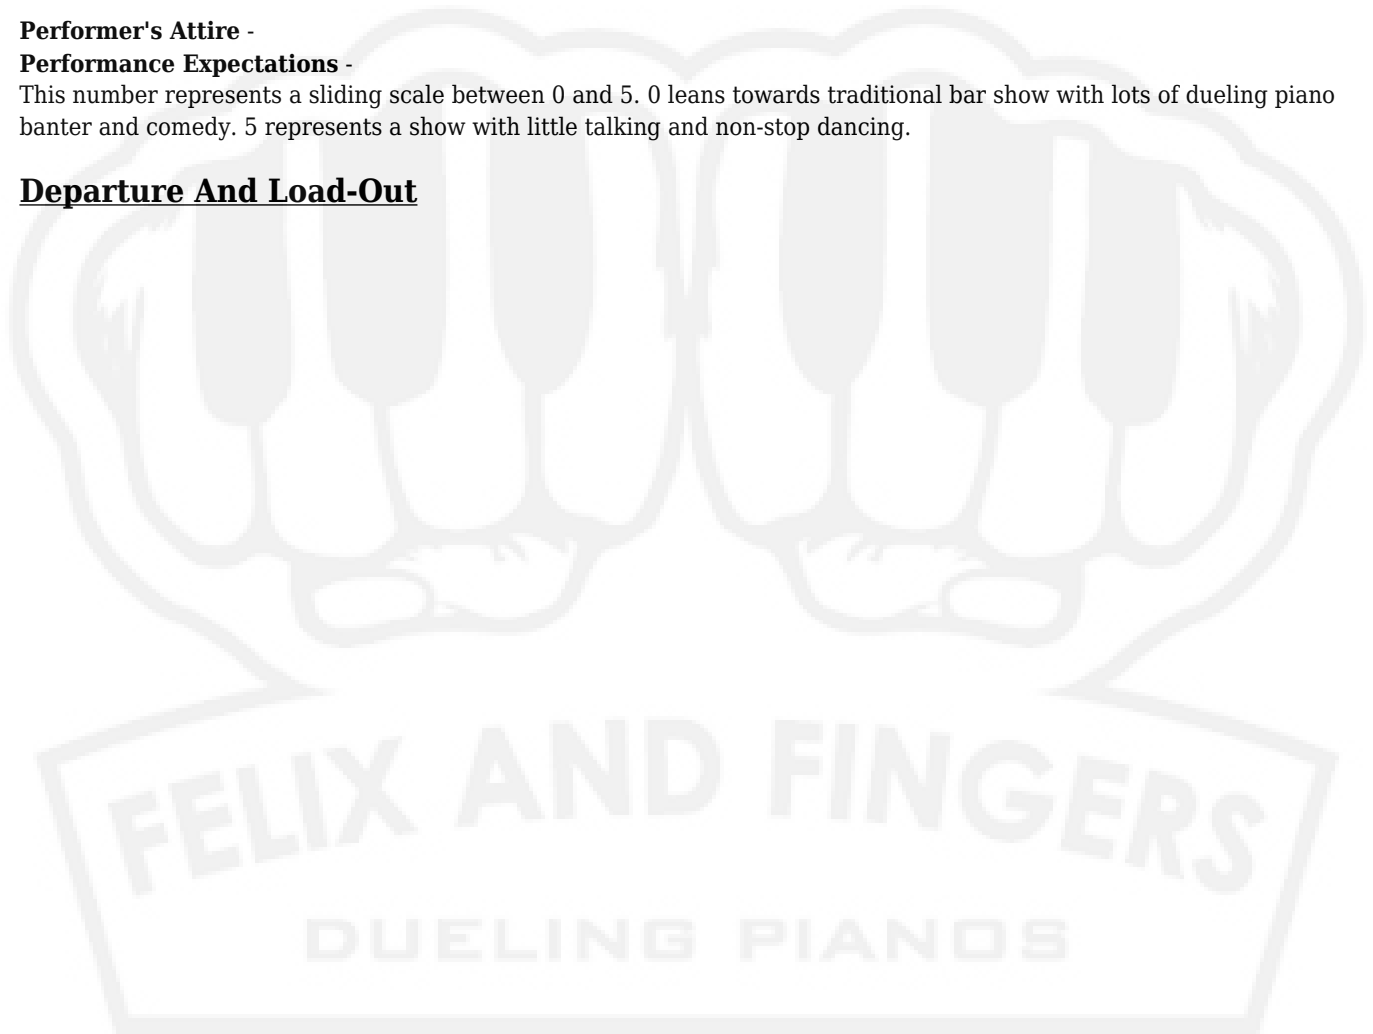 Performer's Attire -
Performance Expectations -
This number represents a sliding scale between 0 and 5. 0 leans towards traditional bar show with lots of dueling piano
banter and comedy. 5 represents a show with little talking and non-stop dancing.
Departure And Load-Out
FELIX AND FINGERS
DUELING PIANOS